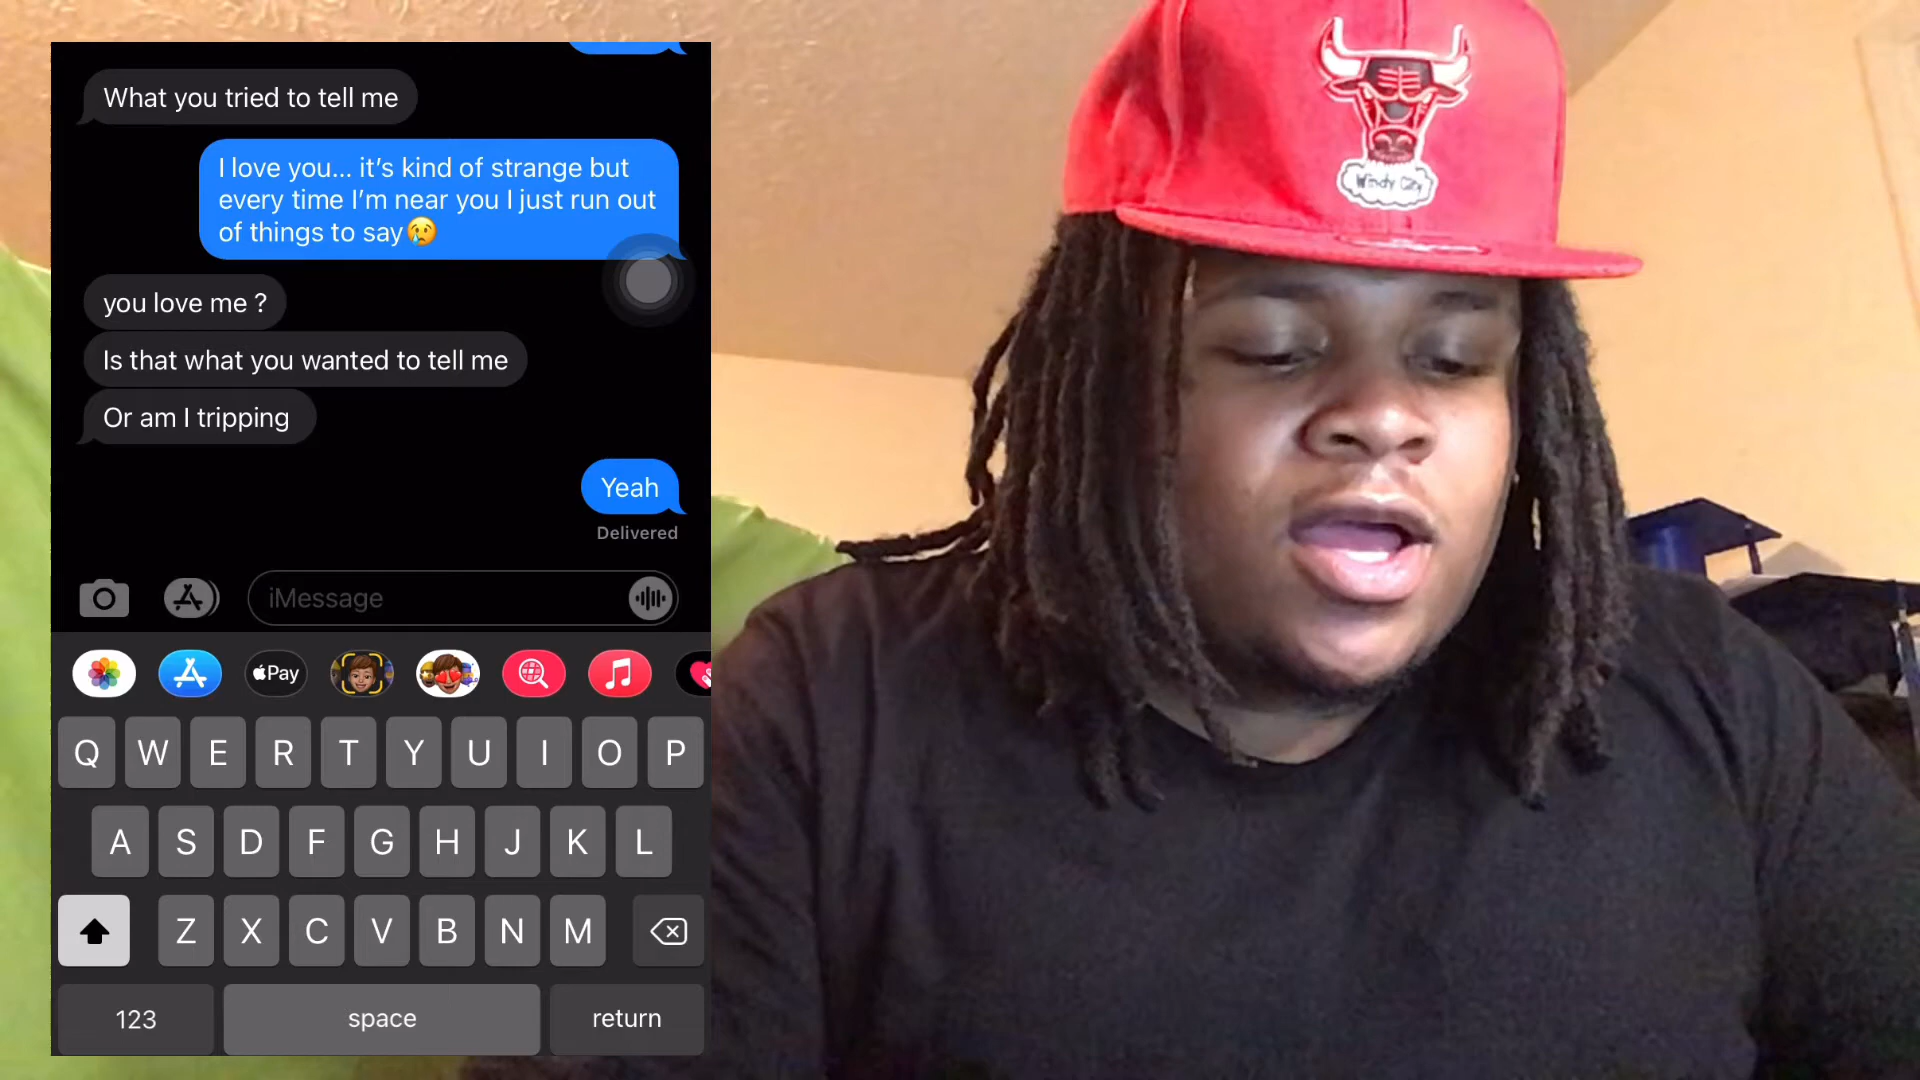 What you tried to tell me
I love you... it's kind of strange but
every time I'm near you I just run out
of things to say😢
you love me ?
Is that what you wanted to tell me
Or am I tripping
Yeah
Delivered
iMessage
Pay
Q W E R T Y U I O P
A S D F G H J K L
Z X C V B N M
123 space return
Windy City